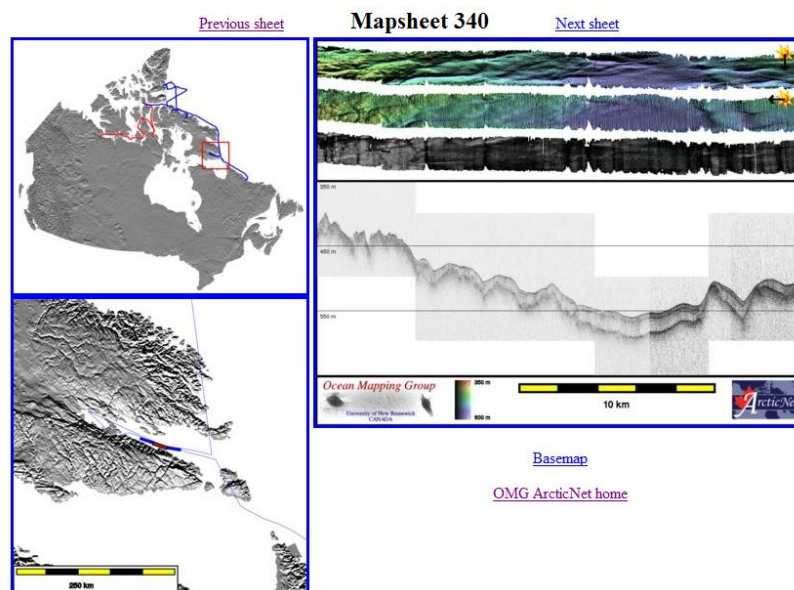 Previous sheet
Mapsheet 340
Next sheet
350 m
450 m
550 m
Ocean Mapping Group
University of New Brunswick
CANADA
350 m
600 m
10 km
ArcticNet
250 km
Basemap
OMG ArcticNet home